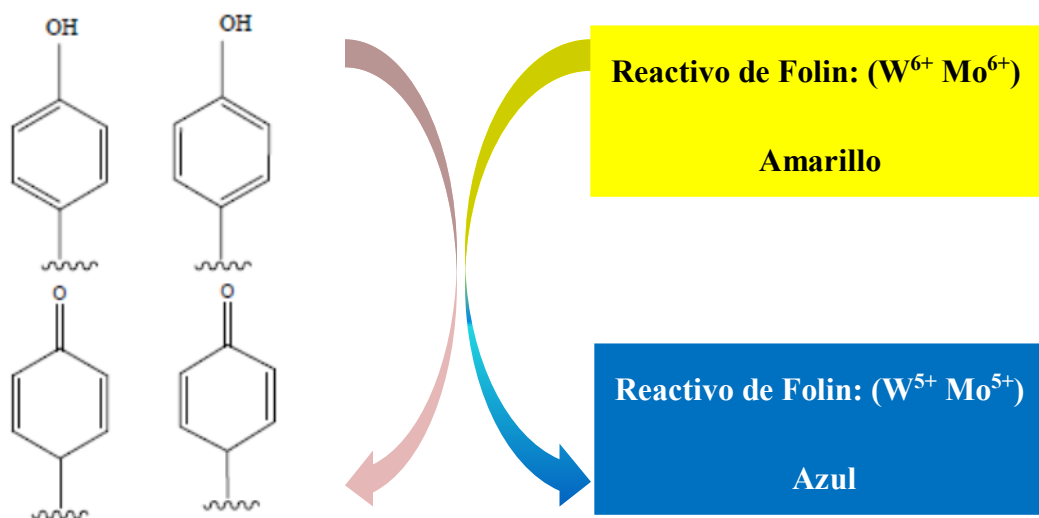 OH
OH
Reactivo de Folin: (W⁶⁺ Mo⁶⁺)
Amarillo
O
O
Reactivo de Folin: (W⁵⁺ Mo⁵⁺)
Azul